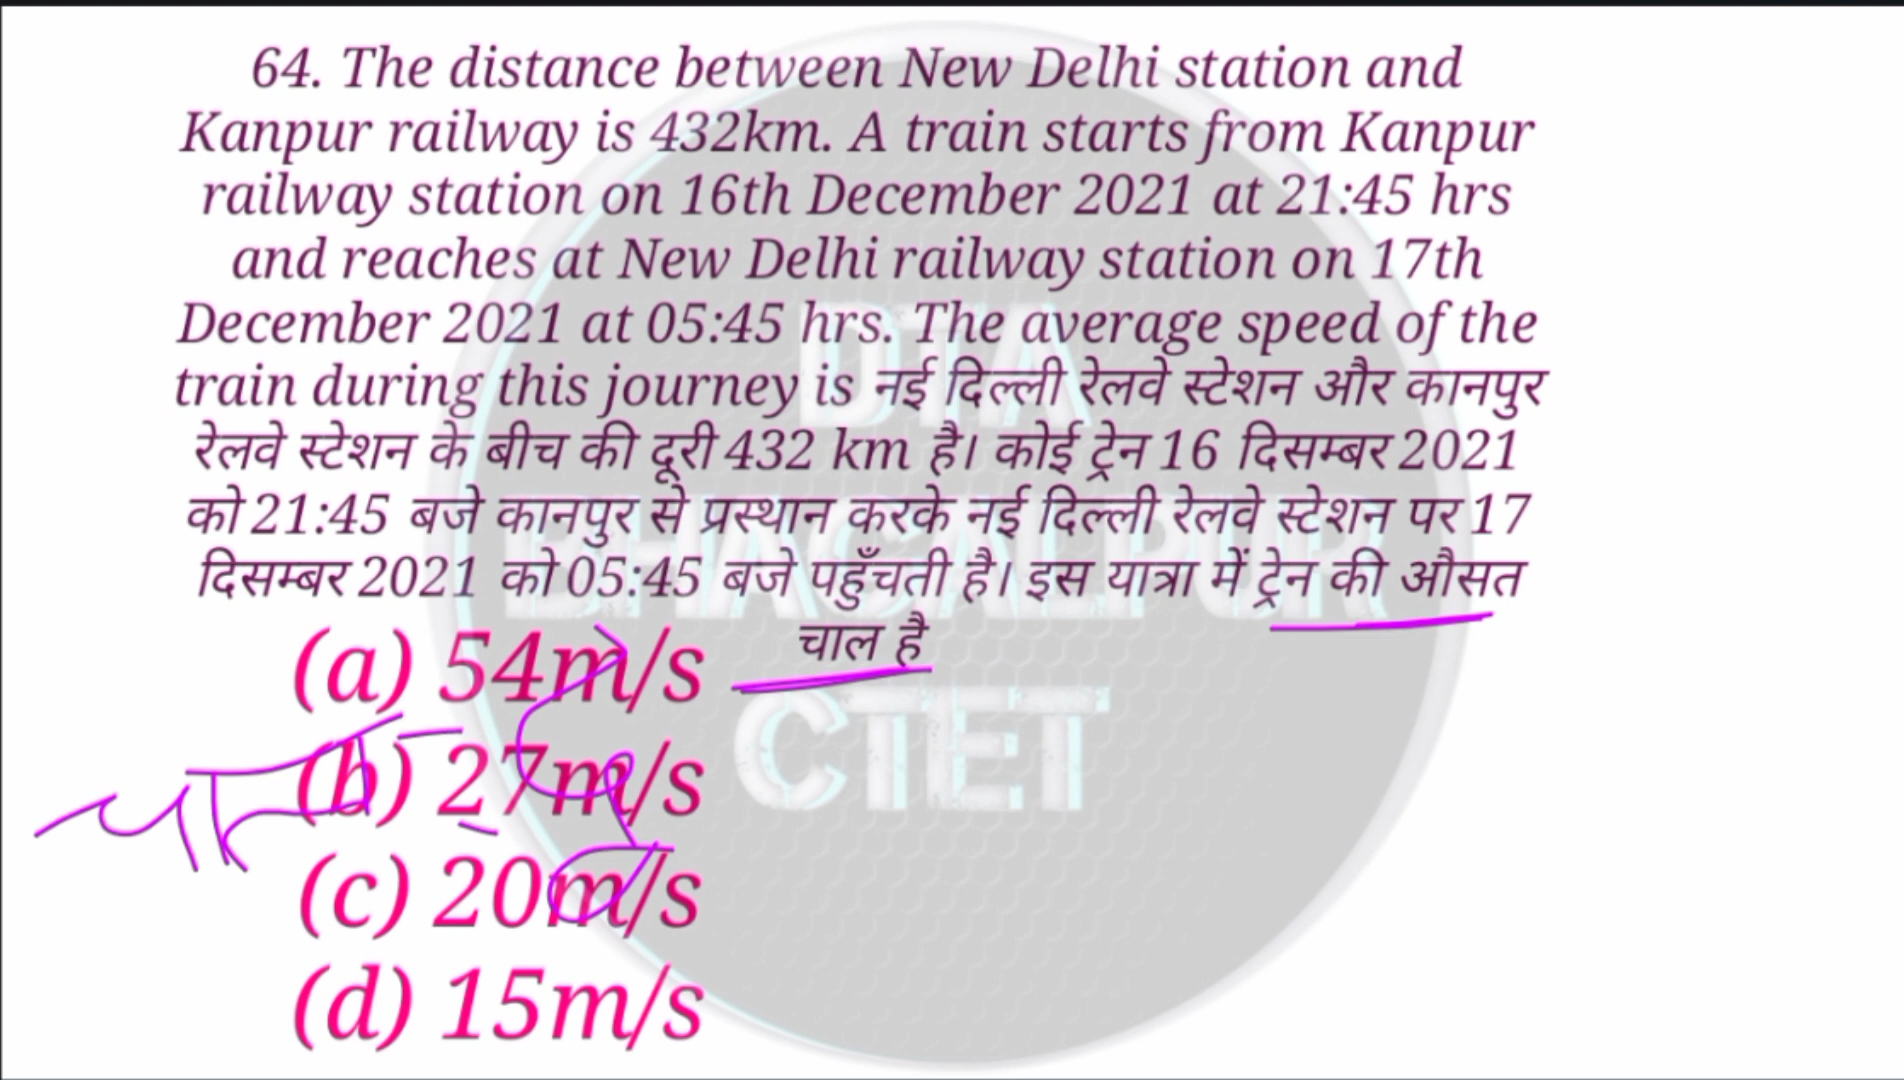 64. The distance between New Delhi station and
Kanpur railway is 432km. A train starts from Kanpur
railway station on 16th December 2021 at 21:45 hrs
and reaches at New Delhi railway station on 17th
December 2021 at 05:45 hrs. The average speed of the
train during this journey is नई दिल्ली रेलवे स्टेशन और कानपुर
रेलवे स्टेशन के बीच की दूरी 432 km है। कोई ट्रेन 16 दिसम्बर 2021
को 21:45 बजे कानपुर से प्रस्थान करके नई दिल्ली रेलवे स्टेशन पर 17
दिसम्बर 2021 को 05:45 बजे पहुँचती है। इस यात्रा में ट्रेन की औसत
चाल है
(a) 54m/s
(b) 27m/s
(c) 20m/s
(d) 15m/s
DTA
BHAGALPUR
CTET